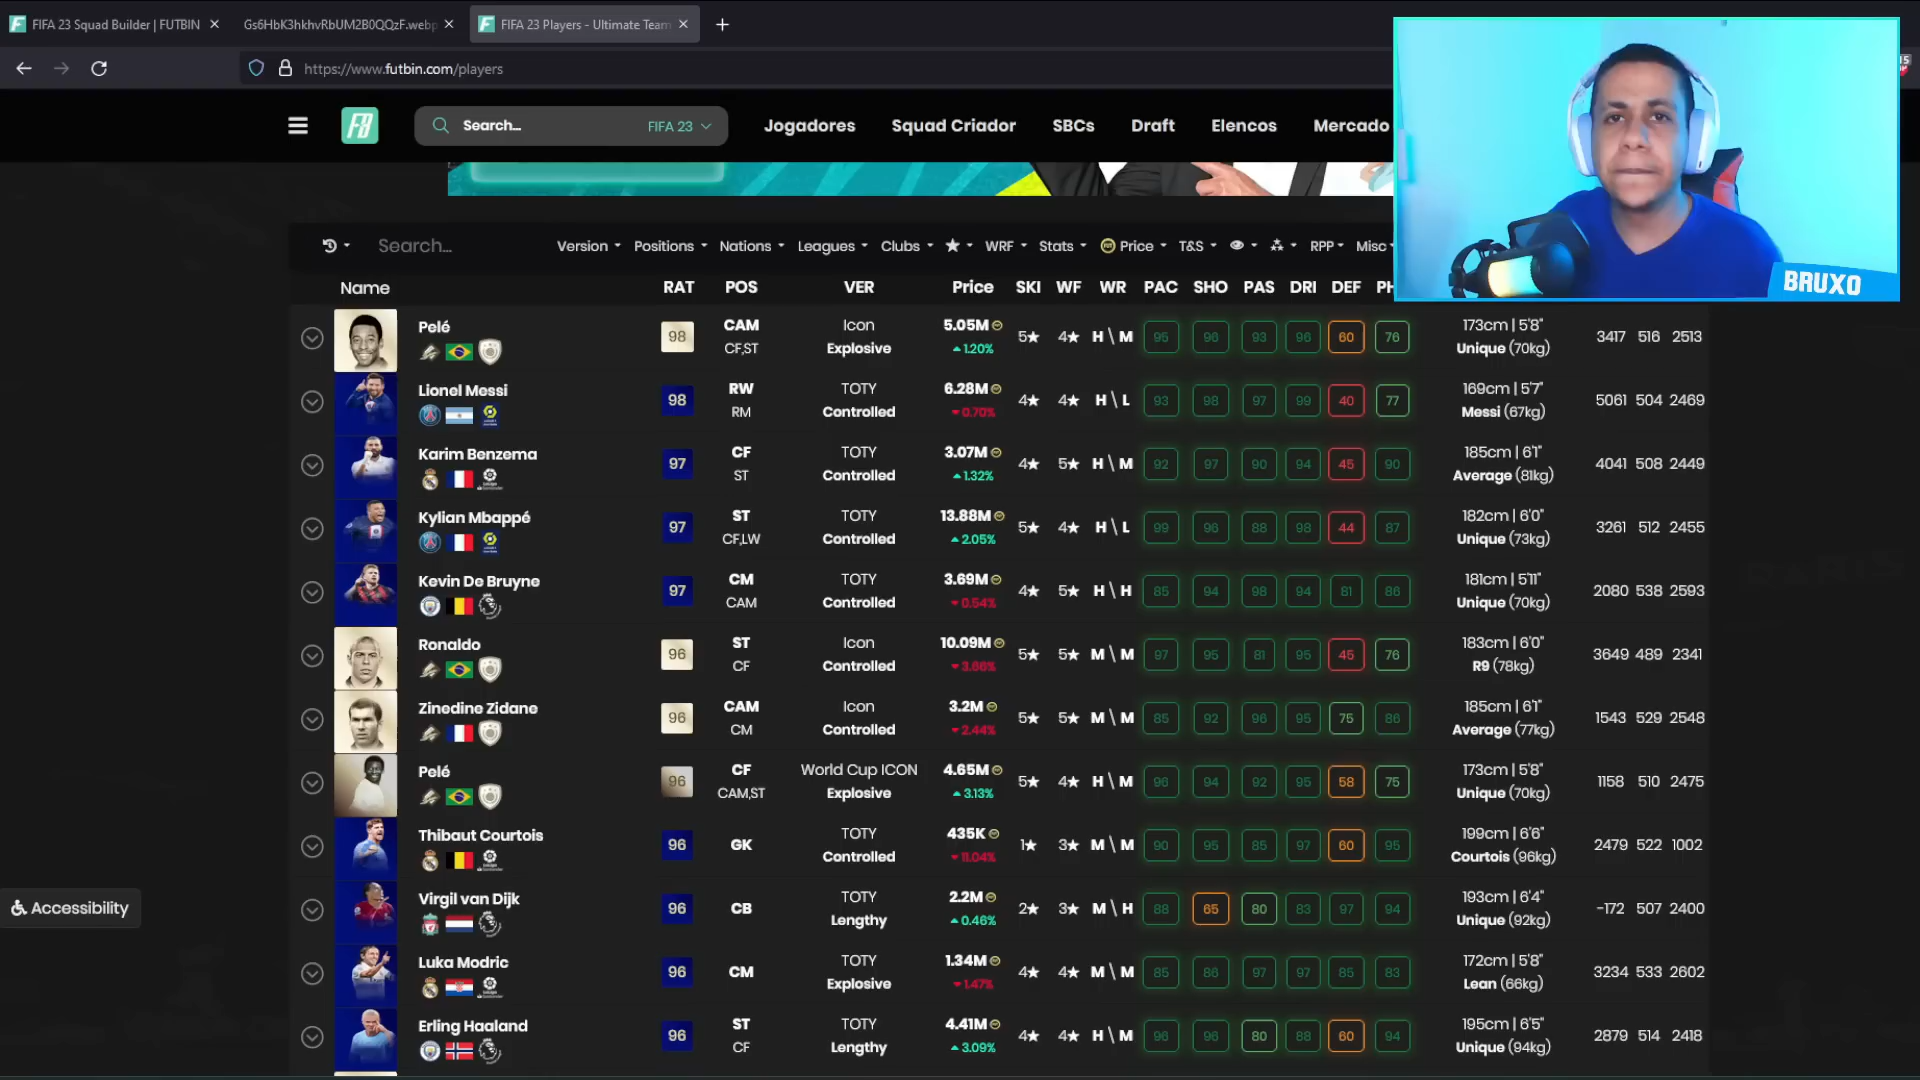 FIFA 23 Squad Builder | FUTBIN
Gs6HbK3hkhvRbUM2B0QQzF.webp
FIFA 23 Players - Ultimate Team
https://www.futbin.com/players
Search...
FIFA 23
Jogadores
Squad Criador
SBCs
Draft
Elencos
Mercado
BRUXO
Search...
Version
Positions
Nations
Leagues
Clubs
WRF
Stats
Price
T&S
RPP
Misc
Name RAT POS VER Price SKI WF WR PAC SHO PAS DRI DEF
Pelé 98 CAM Icon 5.05M 5★ 4★ H \ M 95 96 93 96 60 76 173cm | 5'8" 3417 516 2513
CF,ST Explosive 1.20% Unique (70kg)
Lionel Messi 98 RW TOTY 6.28M 4★ 4★ H \ L 93 98 97 99 40 77 169cm | 5'7" 5061 504 2469
RM Controlled 0.70% Messi (67kg)
Karim Benzema 97 CF TOTY 3.07M 4★ 5★ H \ M 92 97 90 94 45 90 185cm | 6'1" 4041 508 2449
ST Controlled 1.32% Average (81kg)
Kylian Mbappé 97 ST TOTY 13.88M 5★ 4★ H \ L 99 96 88 98 44 87 182cm | 6'0" 3261 512 2455
CF,LW Controlled 2.05% Unique (73kg)
Kevin De Bruyne 97 CM TOTY 3.69M 4★ 5★ H \ H 85 94 98 94 81 86 181cm | 5'11" 2080 538 2593
CAM Controlled 0.54% Unique (70kg)
Ronaldo 96 ST Icon 10.09M 5★ 5★ M \ M 97 95 81 95 45 76 183cm | 6'0" 3649 489 2341
CF Controlled 3.66% R9 (78kg)
Zinedine Zidane 96 CAM Icon 3.2M 5★ 5★ M \ M 85 92 96 95 75 86 185cm | 6'1" 1543 529 2548
CM Controlled 2.44% Average (77kg)
Pelé 96 CF World Cup ICON 4.65M 5★ 4★ H \ M 96 94 92 95 58 75 173cm | 5'8" 1158 510 2475
CAM,ST Explosive 3.13% Unique (70kg)
Thibaut Courtois 96 GK TOTY 435K 1★ 3★ M \ M 90 95 85 97 60 95 199cm | 6'6" 2479 522 1002
Controlled 11.04% Courtois (96kg)
Virgil van Dijk 96 CB TOTY 2.2M 2★ 3★ M \ H 88 65 80 83 97 94 193cm | 6'4" -172 507 2400
Lengthy 0.46% Unique (92kg)
Luka Modric 96 CM TOTY 1.34M 4★ 4★ M \ M 85 86 97 97 85 83 172cm | 5'8" 3234 533 2602
Explosive 1.47% Lean (66kg)
Erling Haaland 96 ST TOTY 4.41M 4★ 4★ H \ M 96 96 80 88 60 94 195cm | 6'5" 2879 514 2418
CF Lengthy 3.09% Unique (94kg)
Accessibility